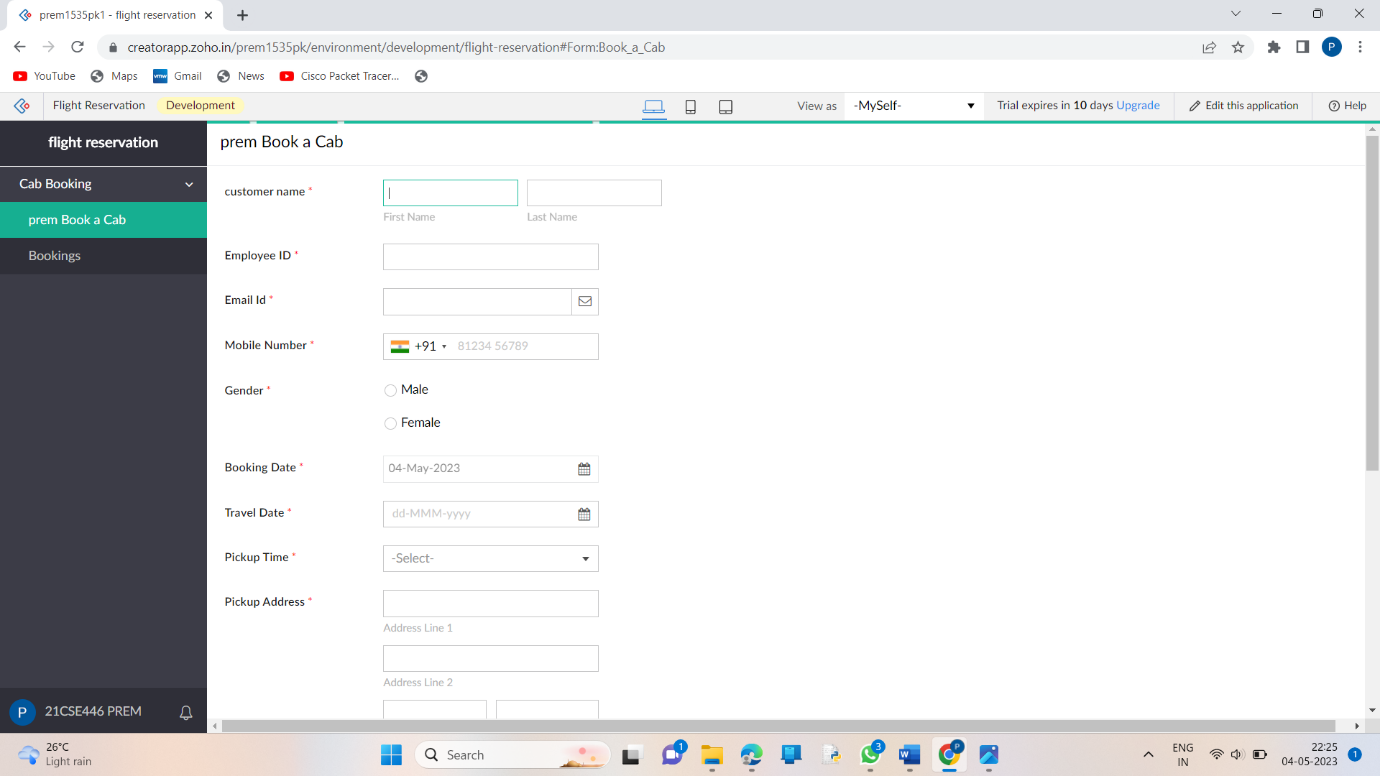 prem1535pk1 - flight reservation
creatorapp.zoho.in/prem1535pk/environment/development/flight-reservation#Form:Book_a_Cab
P
YouTube Maps Gmail News Cisco Packet Tracer...
Flight Reservation Development View as -MySelf- Trial expires in 10 days Upgrade Edit this application Help
flight reservation
prem Book a Cab
Cab Booking
prem Book a Cab
Bookings
customer name *
First Name Last Name
Employee ID *
Email Id *
Mobile Number * +91 81234 56789
Gender * Male
Female
Booking Date * 04-May-2023
Travel Date * dd-MMM-yyyy
Pickup Time * -Select-
Pickup Address *
Address Line 1
Address Line 2
P 21CSE446 PREM
26°C
Light rain
Search
1
3
P
ENG
IN
22:25
04-05-2023
1